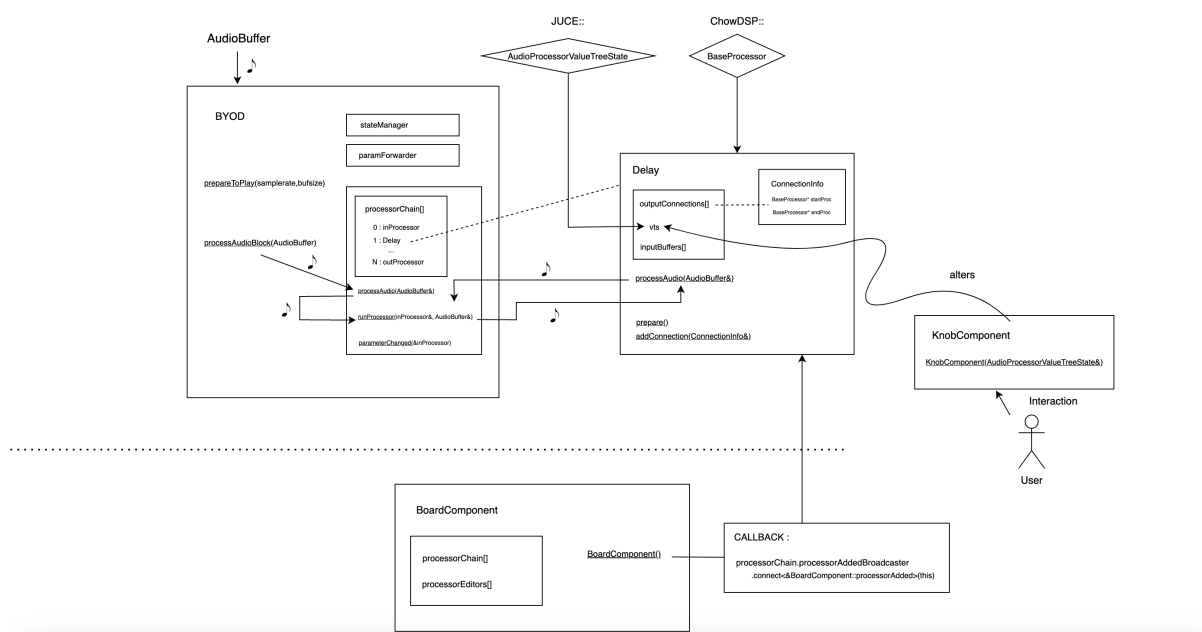 JUCE::
ChowDSP::
AudioBuffer
AudioProcessorValueTreeState
BaseProcessor
BYOD
stateManager
paramForwarder
prepareToPlay(samplerate,bufsize)
processorChain[]
0 : inProcessor
1 : Delay
...
N : outProcessor
processAudioBlock(AudioBuffer)
processAudio(AudioBuffer&)
runProcessor(inProcessor&, AudioBuffer&)
parameterChanged(&inProcessor)
Delay
outputConnections[]
vts
inputBuffers[]
ConnectionInfo
BaseProcessor* startProc
BaseProcessor* endProc
processAudio(AudioBuffer&)
prepare()
addConnection(ConnectionInfo&)
alters
KnobComponent
KnobComponent(AudioProcessorValueTreeState&)
Interaction
User
BoardComponent
processorChain[]
processorEditors[]
BoardComponent()
CALLBACK :
processorChain.processorAddedBroadcaster
.connect<&BoardComponent::processorAdded>(this)